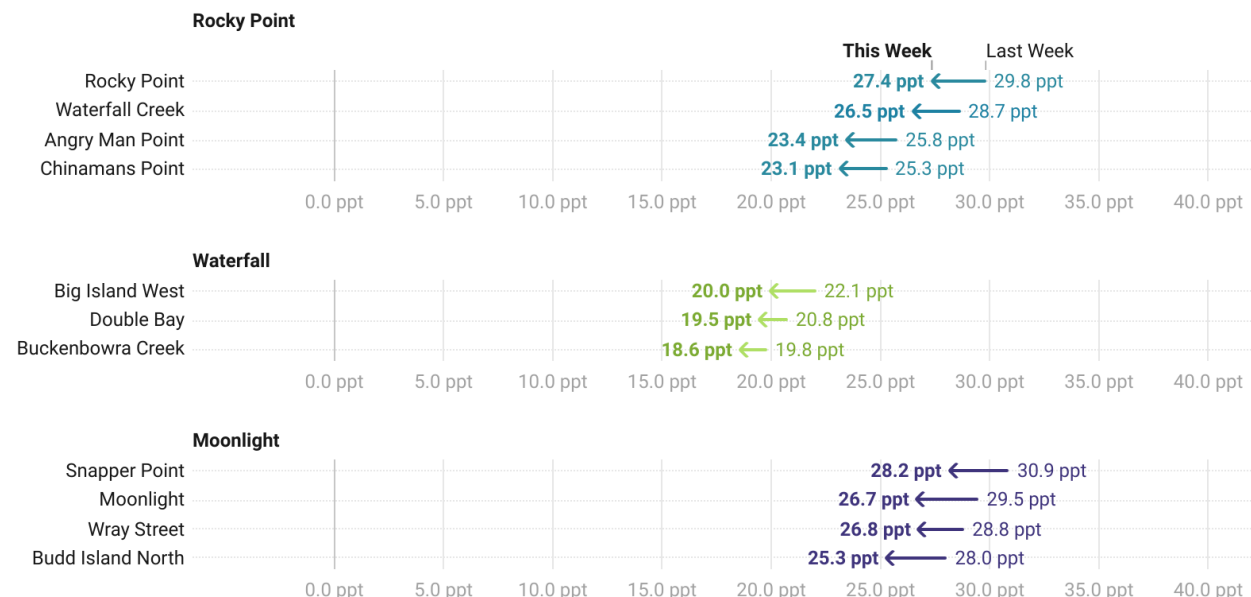 Rocky Point
This Week Last Week
Rocky Point 27.4 ppt 29.8 ppt
Waterfall Creek 26.5 ppt 28.7 ppt
Angry Man Point 23.4 ppt 25.8 ppt
Chinamans Point 23.1 ppt 25.3 ppt
0.0 ppt 5.0 ppt 10.0 ppt 15.0 ppt 20.0 ppt 25.0 ppt 30.0 ppt 35.0 ppt 40.0 ppt
Waterfall
Big Island West 20.0 ppt 22.1 ppt
Double Bay 19.5 ppt 20.8 ppt
Buckenbowra Creek 18.6 ppt 19.8 ppt
0.0 ppt 5.0 ppt 10.0 ppt 15.0 ppt 20.0 ppt 25.0 ppt 30.0 ppt 35.0 ppt 40.0 ppt
Moonlight
Snapper Point 28.2 ppt 30.9 ppt
Moonlight 26.7 ppt 29.5 ppt
Wray Street 26.8 ppt 28.8 ppt
Budd Island North 25.3 ppt 28.0 ppt
0.0 ppt 5.0 ppt 10.0 ppt 15.0 ppt 20.0 ppt 25.0 ppt 30.0 ppt 35.0 ppt 40.0 ppt